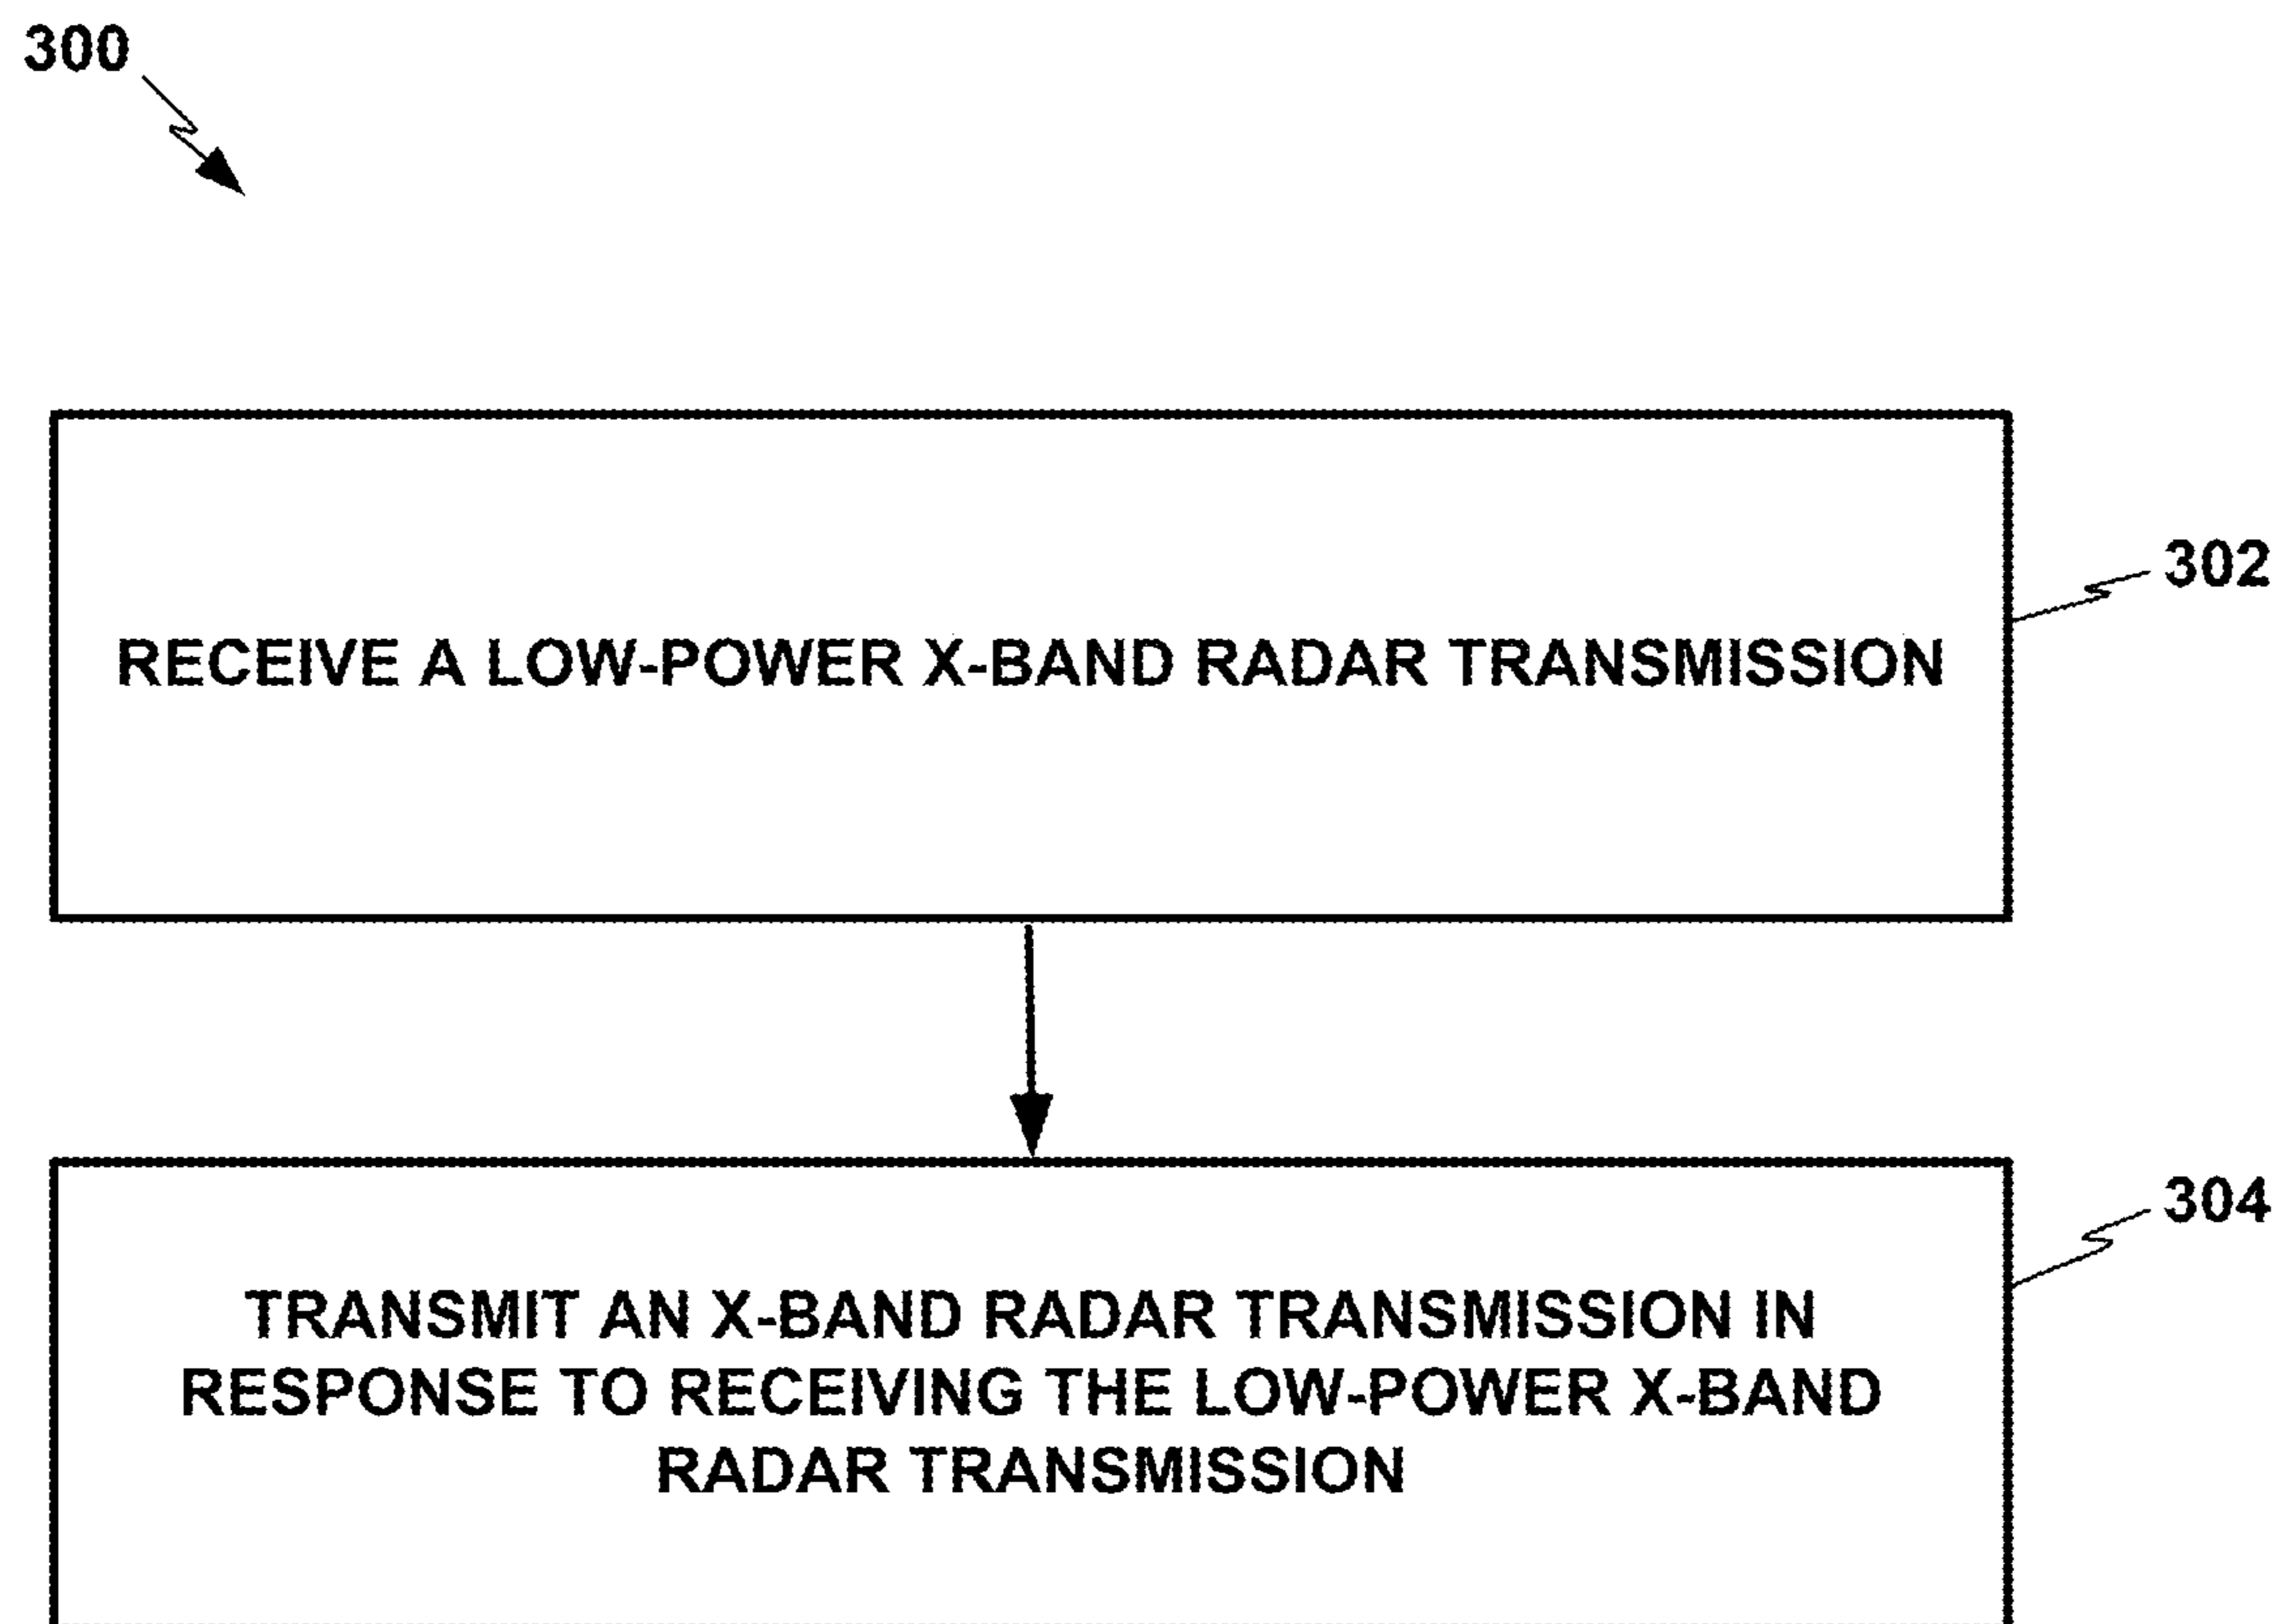 300
RECEIVE A LOW-POWER X-BAND RADAR TRANSMISSION
302
TRANSMIT AN X-BAND RADAR TRANSMISSION IN
RESPONSE TO RECEIVING THE LOW-POWER X-BAND
RADAR TRANSMISSION
304